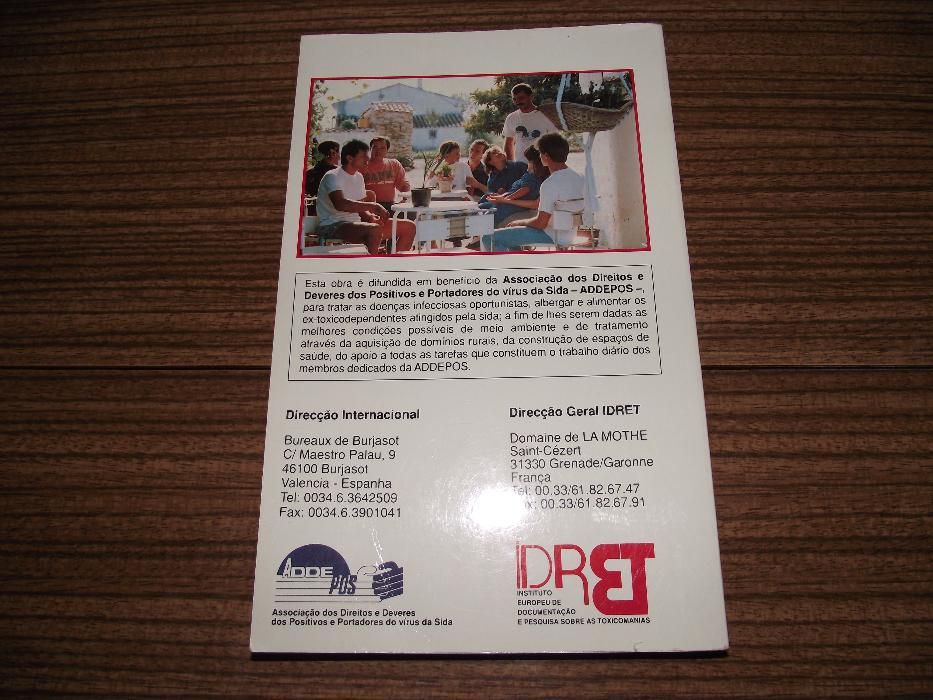 Esta obra é difundida em benefício da Associação dos Direitos e
Deveres dos Positivos e Portadores do vírus da Sida – ADDEPOS –,
para tratar as doenças infecciosas oportunistas, albergar e alimentar os
ex-toxicodependentes atingidos pela sida; a fim de lhes serem dadas as
melhores condições possíveis de meio ambiente e de tratamento
através da aquisição de domínios rurais, da construção de espaços de
saúde, do apoio a todas as tarefas que constituem o trabalho diário dos
membros dedicados da ADDEPOS.
Direcção Internacional
Bureaux de Burjasot
C/ Maestro Palau, 9
46100 Burjasot
Valencia - Espanha
Tel: 0034.6.3642509
Fax: 0034.6.3901041
Direcção Geral IDRET
Domaine de LA MOTHE
Saint-Cézert
31330 Grenade/Garonne
França
Tel: 00.33/61.82.67.47
Fax: 00.33/61.82.67.91
ADDE
POS
Associação dos Direitos e Deveres
dos Positivos e Portadores do vírus da Sida
IDRET
INSTITUTO
EUROPEU DE
DOCUMENTAÇÃO
E PESQUISA SOBRE AS TOXICOMANIAS